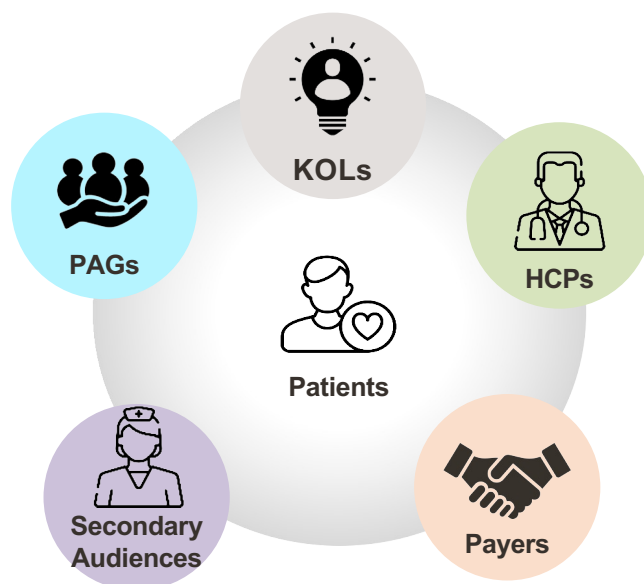 KOLs
PAGs
HCPs
Patients
Secondary
Audiences
Payers